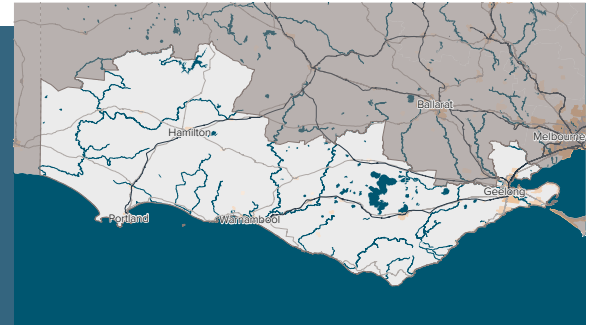 Ballarat
Hamilton
Melbourne
Geelong
Portland
Warrnambool